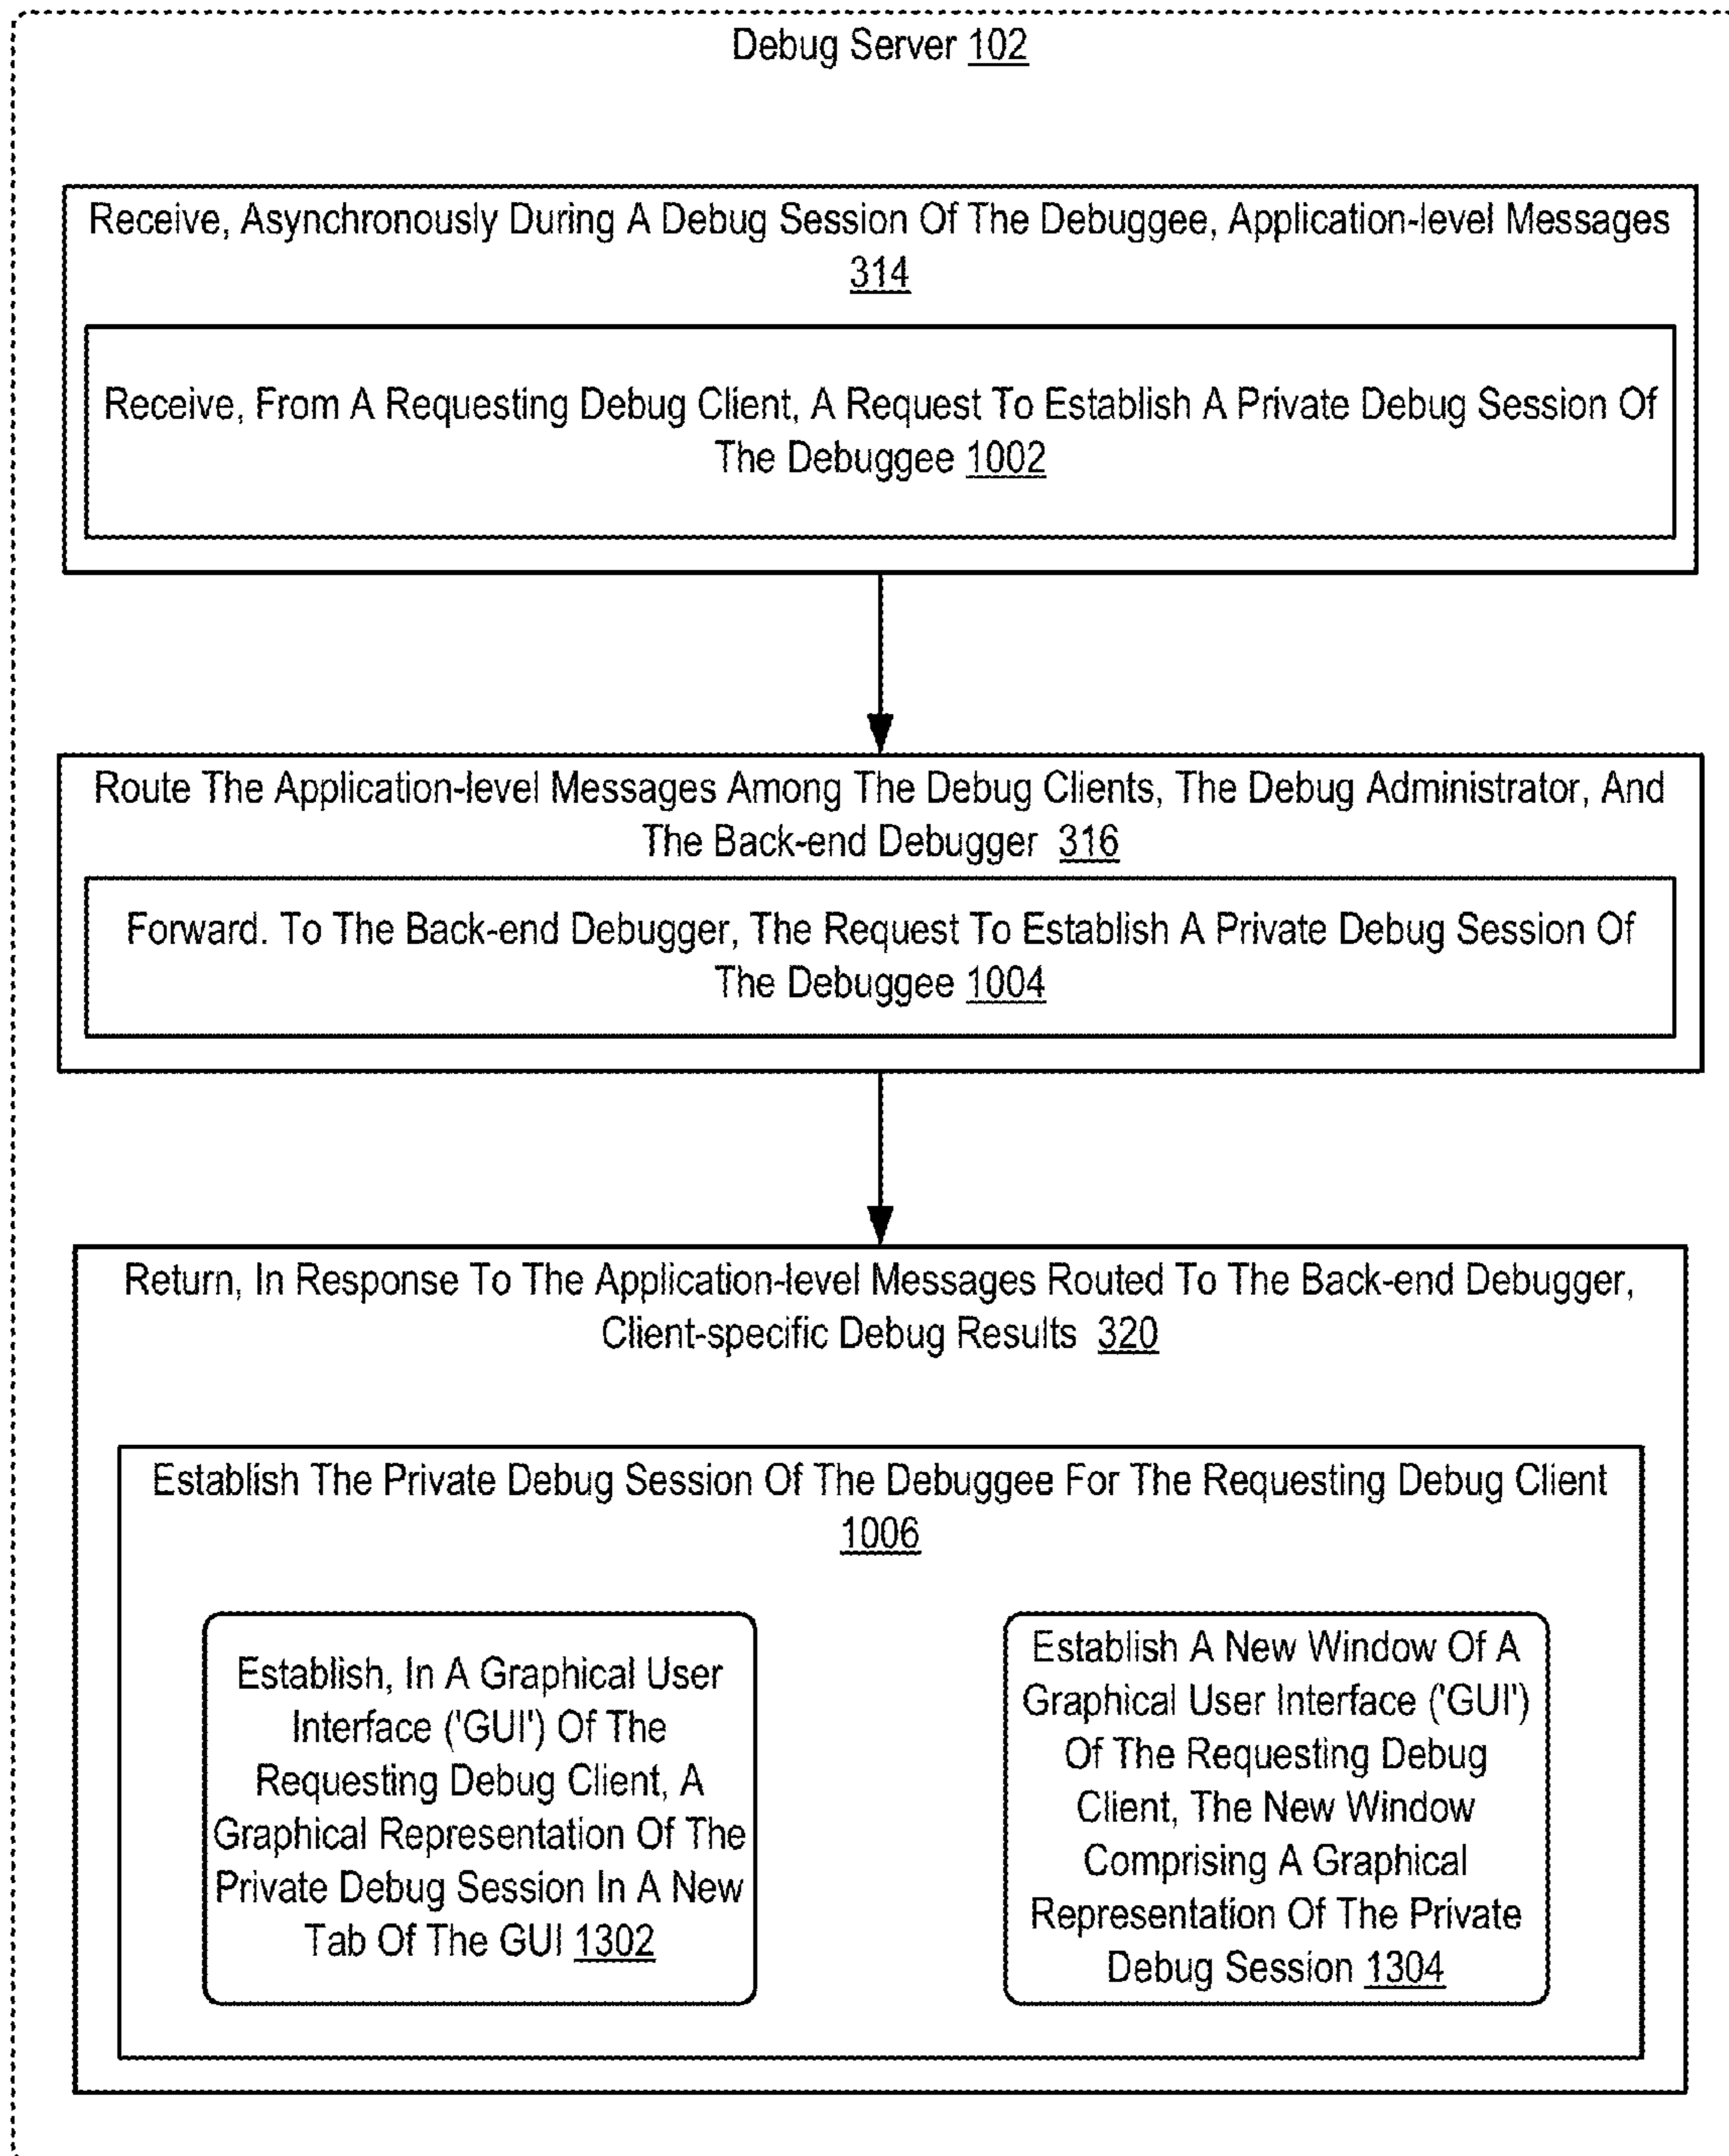 Debug Server 102
Receive, Asynchronously During A Debug Session Of The Debuggee, Application-level Messages
314
Receive, From A Requesting Debug Client, A Request To Establish A Private Debug Session Of
The Debuggee 1002
Route The Application-level Messages Among The Debug Clients, The Debug Administrator, And
The Back-end Debugger 316
Forward. To The Back-end Debugger, The Request To Establish A Private Debug Session Of
The Debuggee 1004
Return, In Response To The Application-level Messages Routed To The Back-end Debugger,
Client-specific Debug Results 320
Establish The Private Debug Session Of The Debuggee For The Requesting Debug Client
1006
Establish, In A Graphical User
Interface ('GUI') Of The
Requesting Debug Client, A
Graphical Representation Of The
Private Debug Session In A New
Tab Of The GUI 1302
Establish A New Window Of A
Graphical User Interface ('GUI')
Of The Requesting Debug
Client, The New Window
Comprising A Graphical
Representation Of The Private
Debug Session 1304